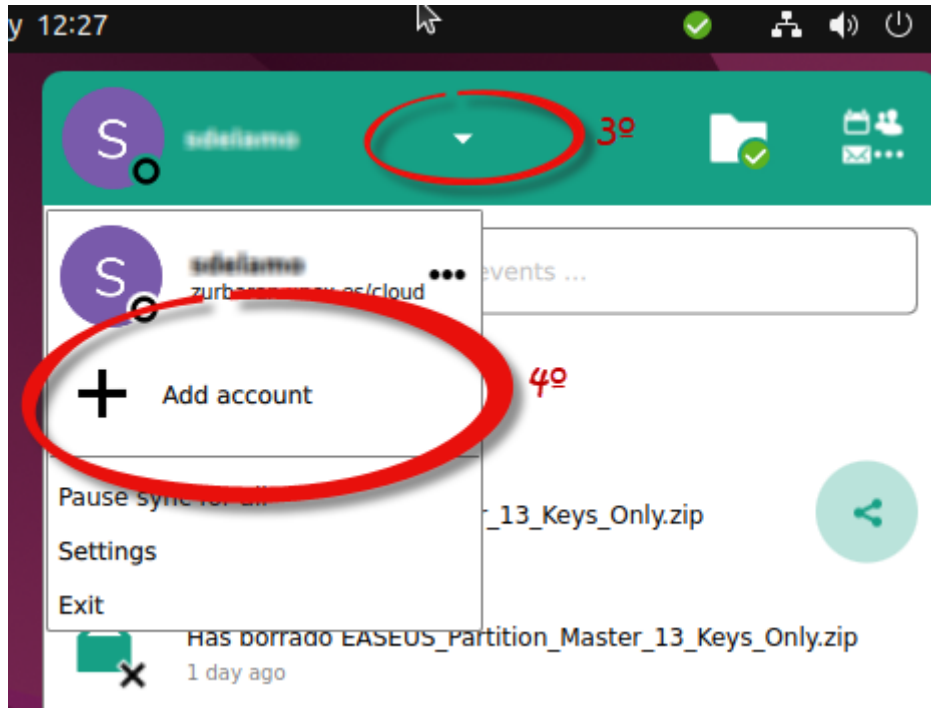 y 12:27
S
3º
S
events ...
Add account
4º
Pause sync for all
_13_Keys_Only.zip
Settings
Exit
Has borrado EASEUS_Partition_Master_13_Keys_Only.zip
1 day ago